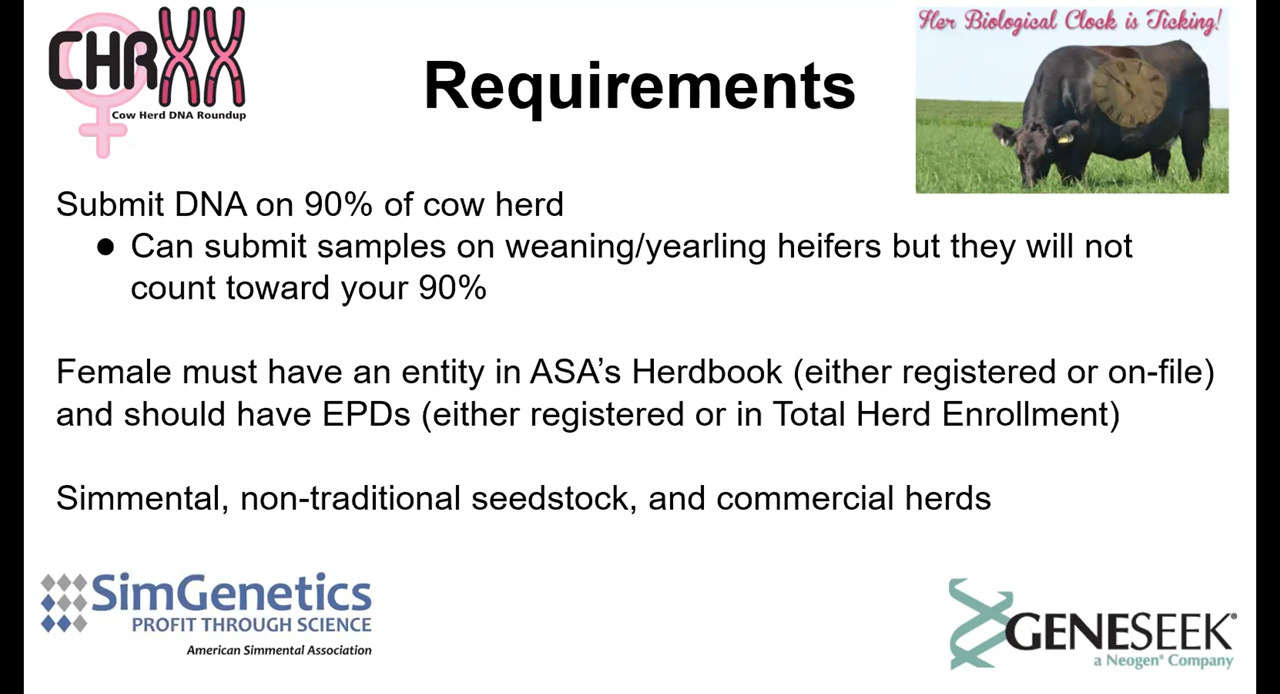 CHRXX
Cow Herd DNA Roundup
Requirements
Her Biological Clock is Ticking!
Submit DNA on 90% of cow herd
● Can submit samples on weaning/yearling heifers but they will not
count toward your 90%
Female must have an entity in ASA’s Herdbook (either registered or on-file)
and should have EPDs (either registered or in Total Herd Enrollment)
Simmental, non-traditional seedstock, and commercial herds
SimGenetics
PROFIT THROUGH SCIENCE
American Simmental Association
GENESEEK®
a Neogen® Company